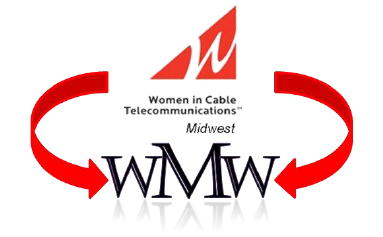 W
Women in Cable
Telecommunications™
Midwest
WMW